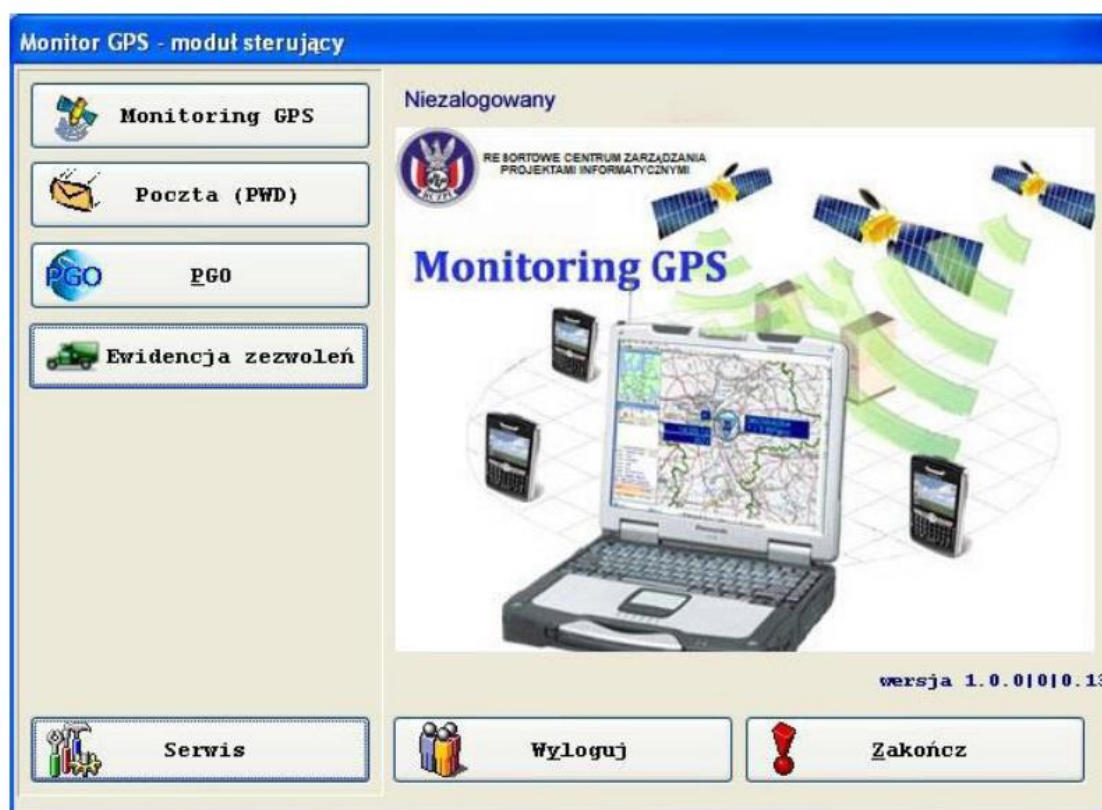 Monitor GPS - moduł sterujący
Monitoring GPS
Poczta (PWD)
PGO
PGO
Ewidencja zezwoleń
Serwis
Niezalogowany
RESORTOWE CENTRUM ZARZĄDZANIA
PROJEKTAMI INFORMATYCZNYMI
Monitoring GPS
Panasonic
wersja 1.0.0|0|0.13
Wyloguj
Zakończ